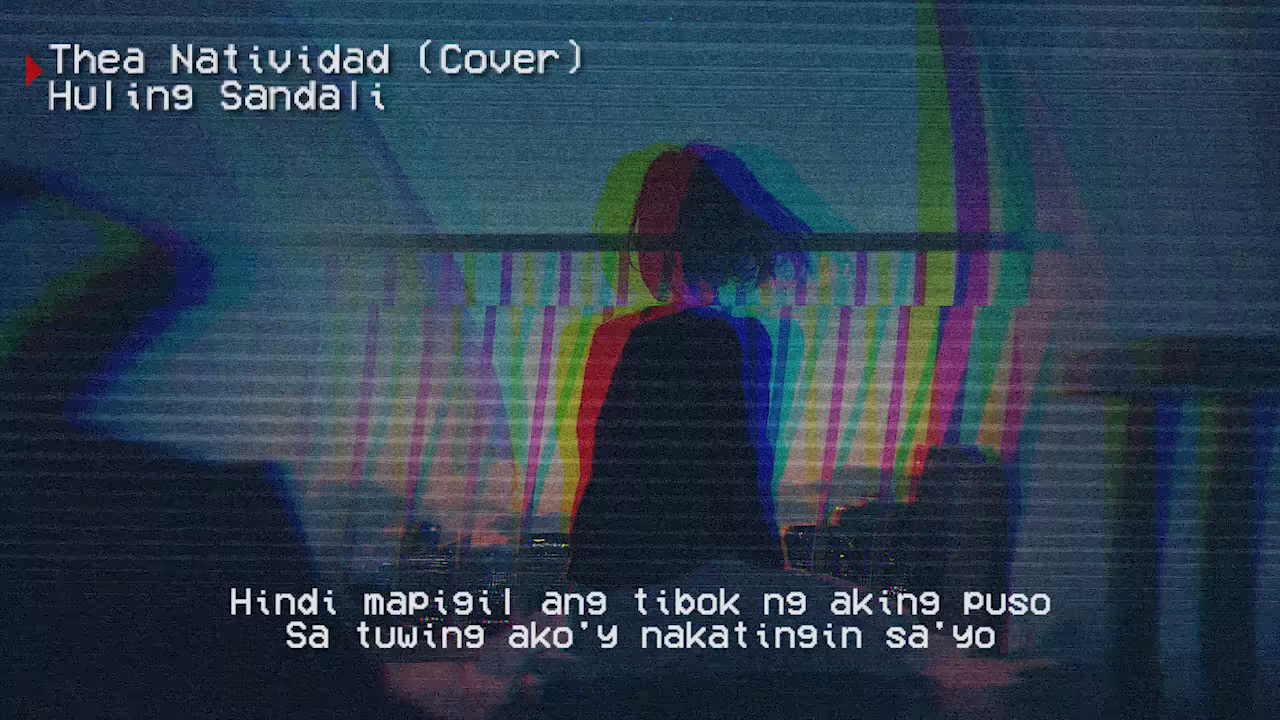 Thea Natividad (Cover)
Huling Sandali
Hindi mapigil ang tibok ng aking puso
Sa tuwing ako'y nakatingin sa'yo